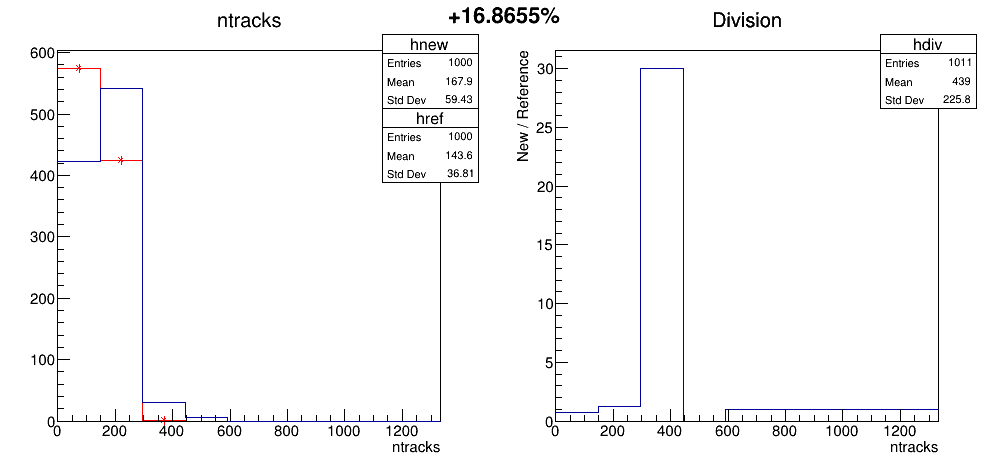 +16.8655%
ntracks
hnew
Entries 1000
Mean 167.9
Std Dev 59.43
href
Entries 1000
Mean 143.6
Std Dev 36.81
600
500
400
300
200
100
0
0 200 400 600 800 1000 1200
ntracks
Division
hdiv
Entries 1011
Mean 439
Std Dev 225.8
New / Reference
30
25
20
15
10
5
0
0 200 400 600 800 1000 1200
ntracks